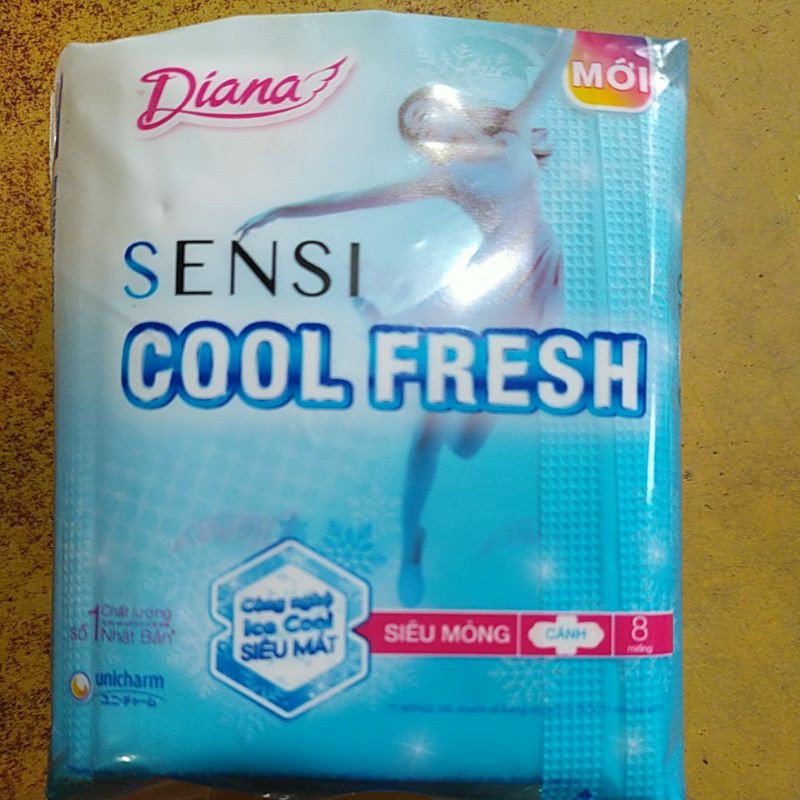 Diana
MỚI
SENSI
COOL FRESH
Công nghệ
Ice Cool
SIÊU MÁT
Số 1
Chất lượng
Nhật Bản*
SIÊU MỎNG
CÁNH
8
miếng
unicharm
ユニ・チャーム